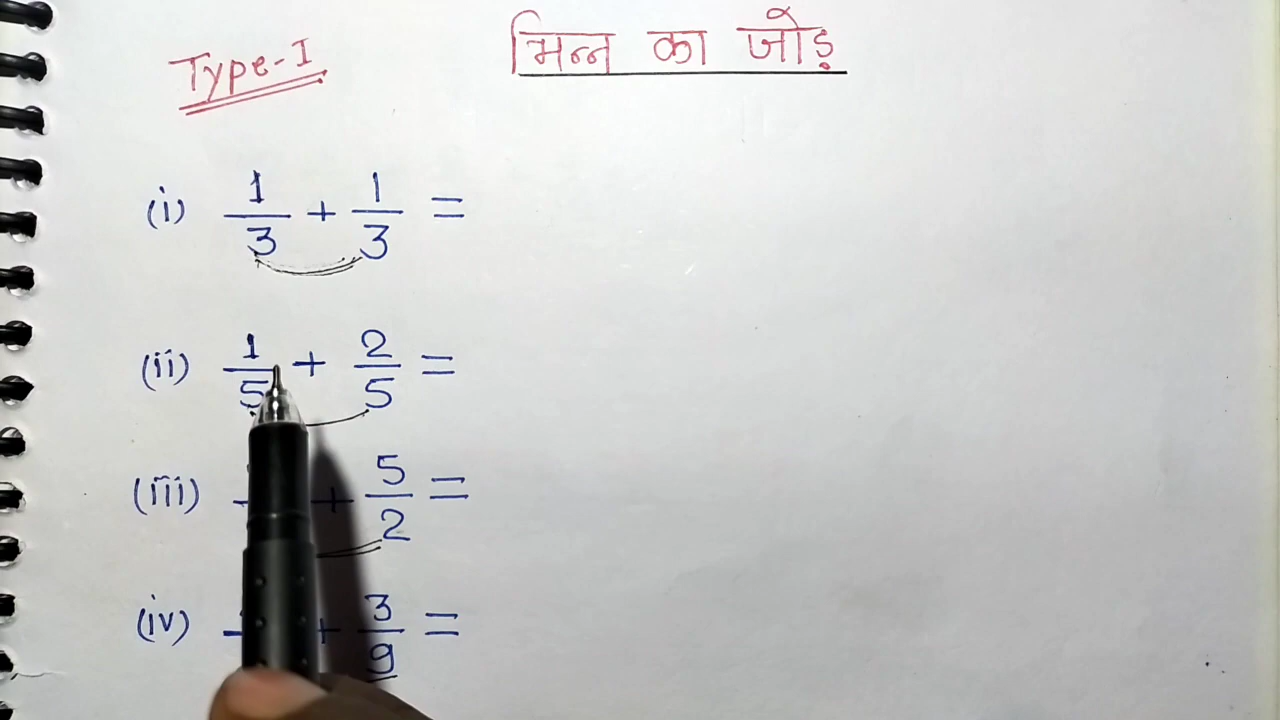 भिन्न का जोड़
Type-I
(i) 1/3 + 1/3 =
(ii) 1/5 + 2/5 =
(iii) + 5/2 =
(iv) + 3/9 =